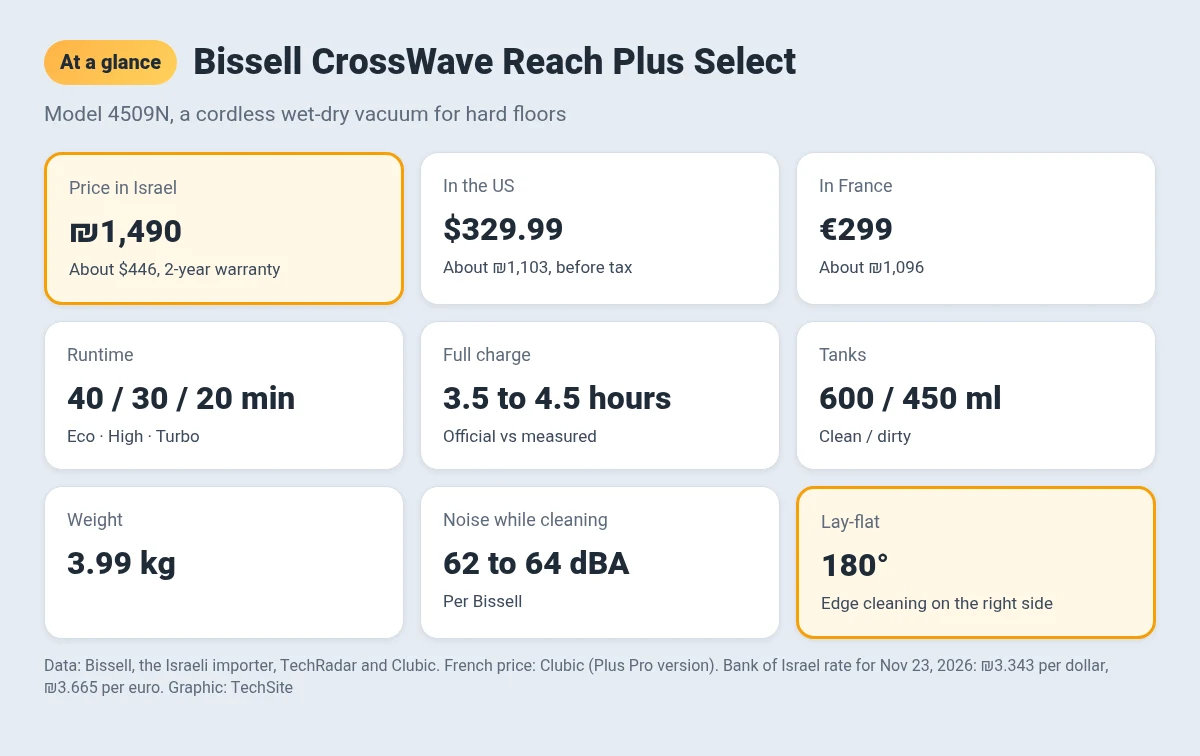 At a glance
Bissell CrossWave Reach Plus Select
Model 4509N, a cordless wet-dry vacuum for hard floors
Price in Israel
₪1,490
About $446, 2-year warranty
In the US
$329.99
About ₪1,103, before tax
In France
€299
About ₪1,096
Runtime
40 / 30 / 20 min
Eco · High · Turbo
Full charge
3.5 to 4.5 hours
Official vs measured
Tanks
600 / 450 ml
Clean / dirty
Weight
3.99 kg
Noise while cleaning
62 to 64 dBA
Per Bissell
Lay-flat
180°
Edge cleaning on the right side
Data: Bissell, the Israeli importer, TechRadar and Clubic. French price: Clubic (Plus Pro version). Bank of Israel rate for Nov 23, 2026: ₪3.343 per dollar,
₪3.665 per euro. Graphic: TechSite